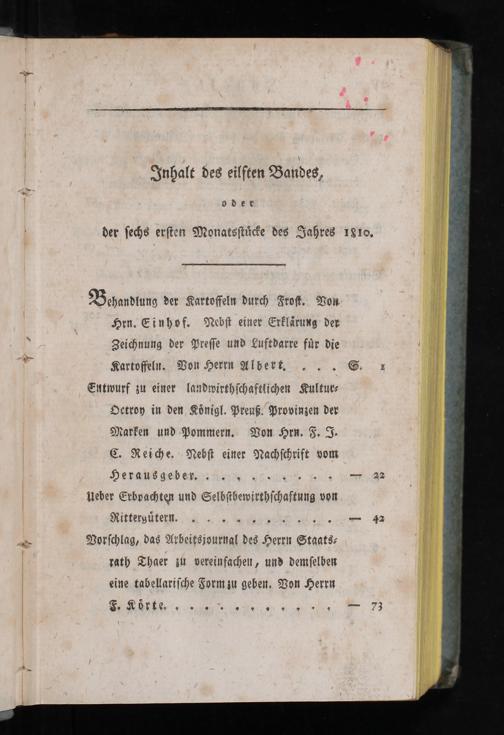 Inhalt des eilften Bandes,
oder
der sechs ersten Monatsstücke des Jahres 1810.
Behandlung der Kartoffeln durch Frost. Von
Hrn. Einhof. Nebst einer Erklärung der
Zeichnung der Presse und Luftdarre für die
Kartoffeln. Von Herrn Albert. . . . S. 1
Entwurf zu einer landwirthschaftlichen Kultur-
Octroy in den Königl. Preuß. Provinzen der
Marken und Pommern. Von Hrn. F. J.
C. Reiche. Nebst einer Nachschrift vom
Herausgeber. . . . . . . . . — 22
Ueber Erbpachten und Selbstbewirthschaftung von
Rittergütern. . . . . . . . . . — 42
Vorschlag, das Arbeitsjournal des Herrn Staats-
rath Thaer zu vereinfachen, und demselben
eine tabellarische Form zu geben. Von Herrn
F. Körte. . . . . . . . . . . — 73